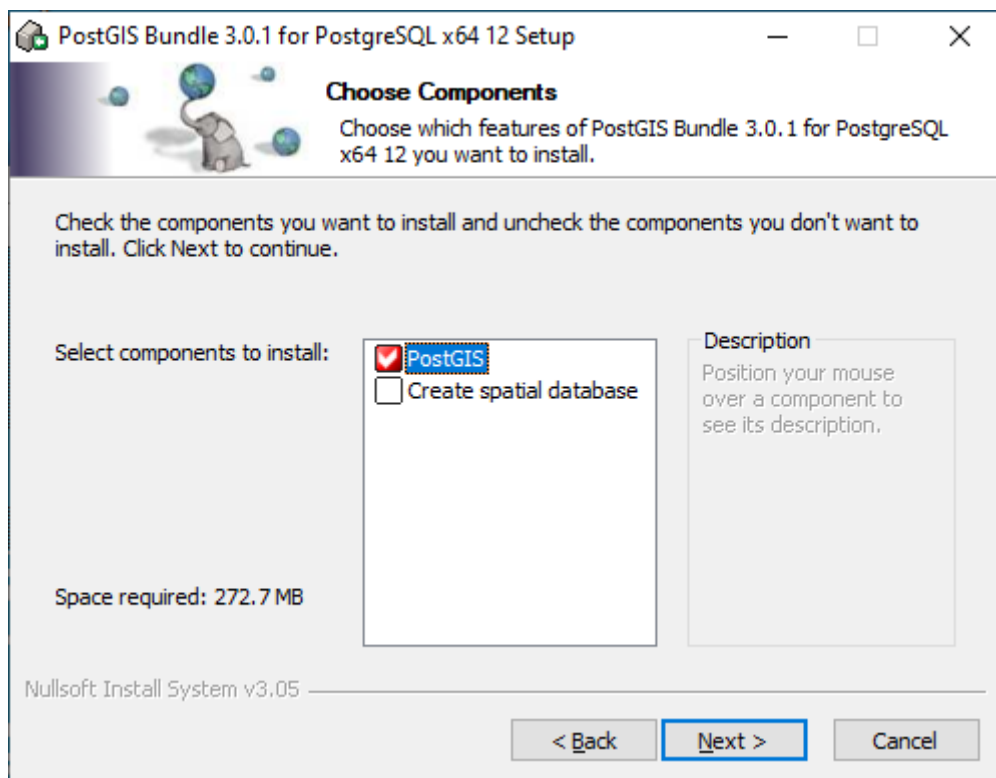 PostGIS Bundle 3.0.1 for PostgreSQL x64 12 Setup
Choose Components
Choose which features of PostGIS Bundle 3.0.1 for PostgreSQL
x64 12 you want to install.
Check the components you want to install and uncheck the components you don't want to
install. Click Next to continue.
Select components to install:
PostGIS
Create spatial database
Description
Position your mouse
over a component to
see its description.
Space required: 272.7 MB
Nullsoft Install System v3.05
< Back
Next >
Cancel